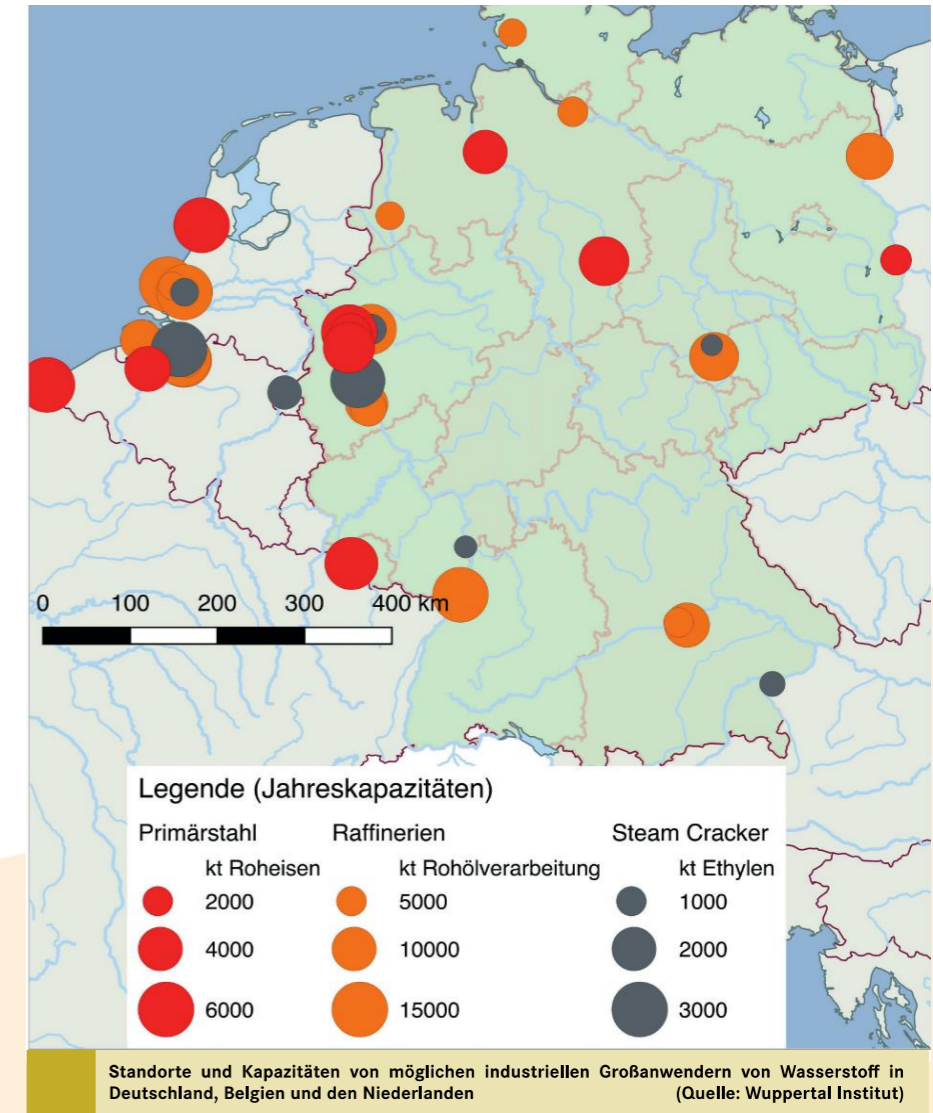 0 100 200 300 400 km
Legende (Jahreskapazitäten)
Primärstahl Raffinerien Steam Cracker
kt Roheisen kt Rohölverarbeitung kt Ethylen
2000 5000 1000
4000 10000 2000
6000 15000 3000
Standorte und Kapazitäten von möglichen industriellen Großanwendern von Wasserstoff in
Deutschland, Belgien und den Niederlanden (Quelle: Wuppertal Institut)